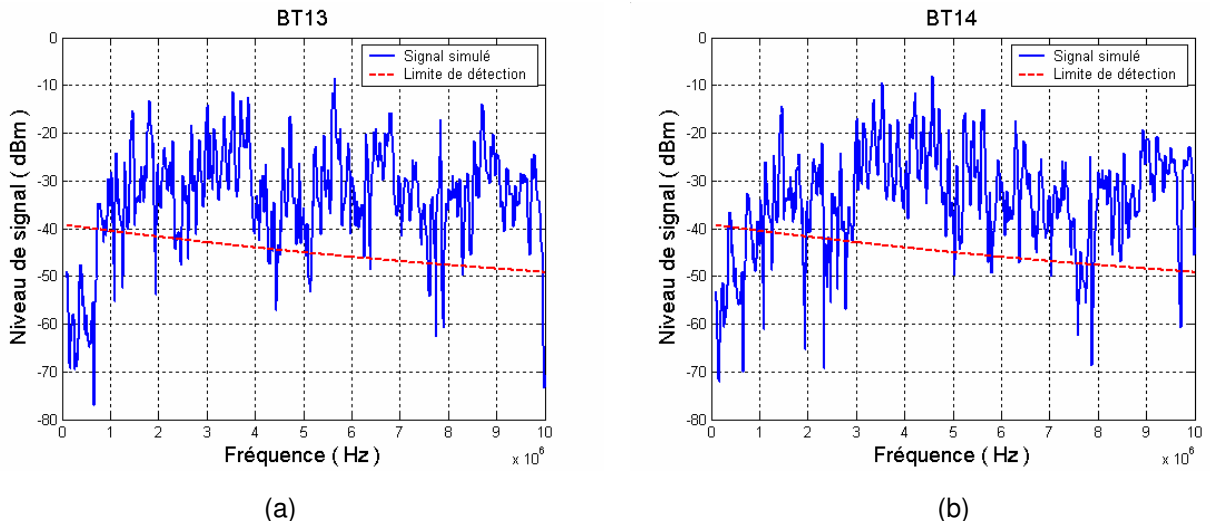 BT13
Niveau de signal ( dBm )
0
-10
-20
-30
-40
-50
-60
-70
-80
Signal simulé
Limite de détection
0 1 2 3 4 5 6 7 8 9 10
Fréquence ( Hz )
x 10^6
(a)
BT14
Niveau de signal ( dBm )
0
-10
-20
-30
-40
-50
-60
-70
-80
Signal simulé
Limite de détection
0 1 2 3 4 5 6 7 8 9 10
Fréquence ( Hz )
x 10^6
(b)